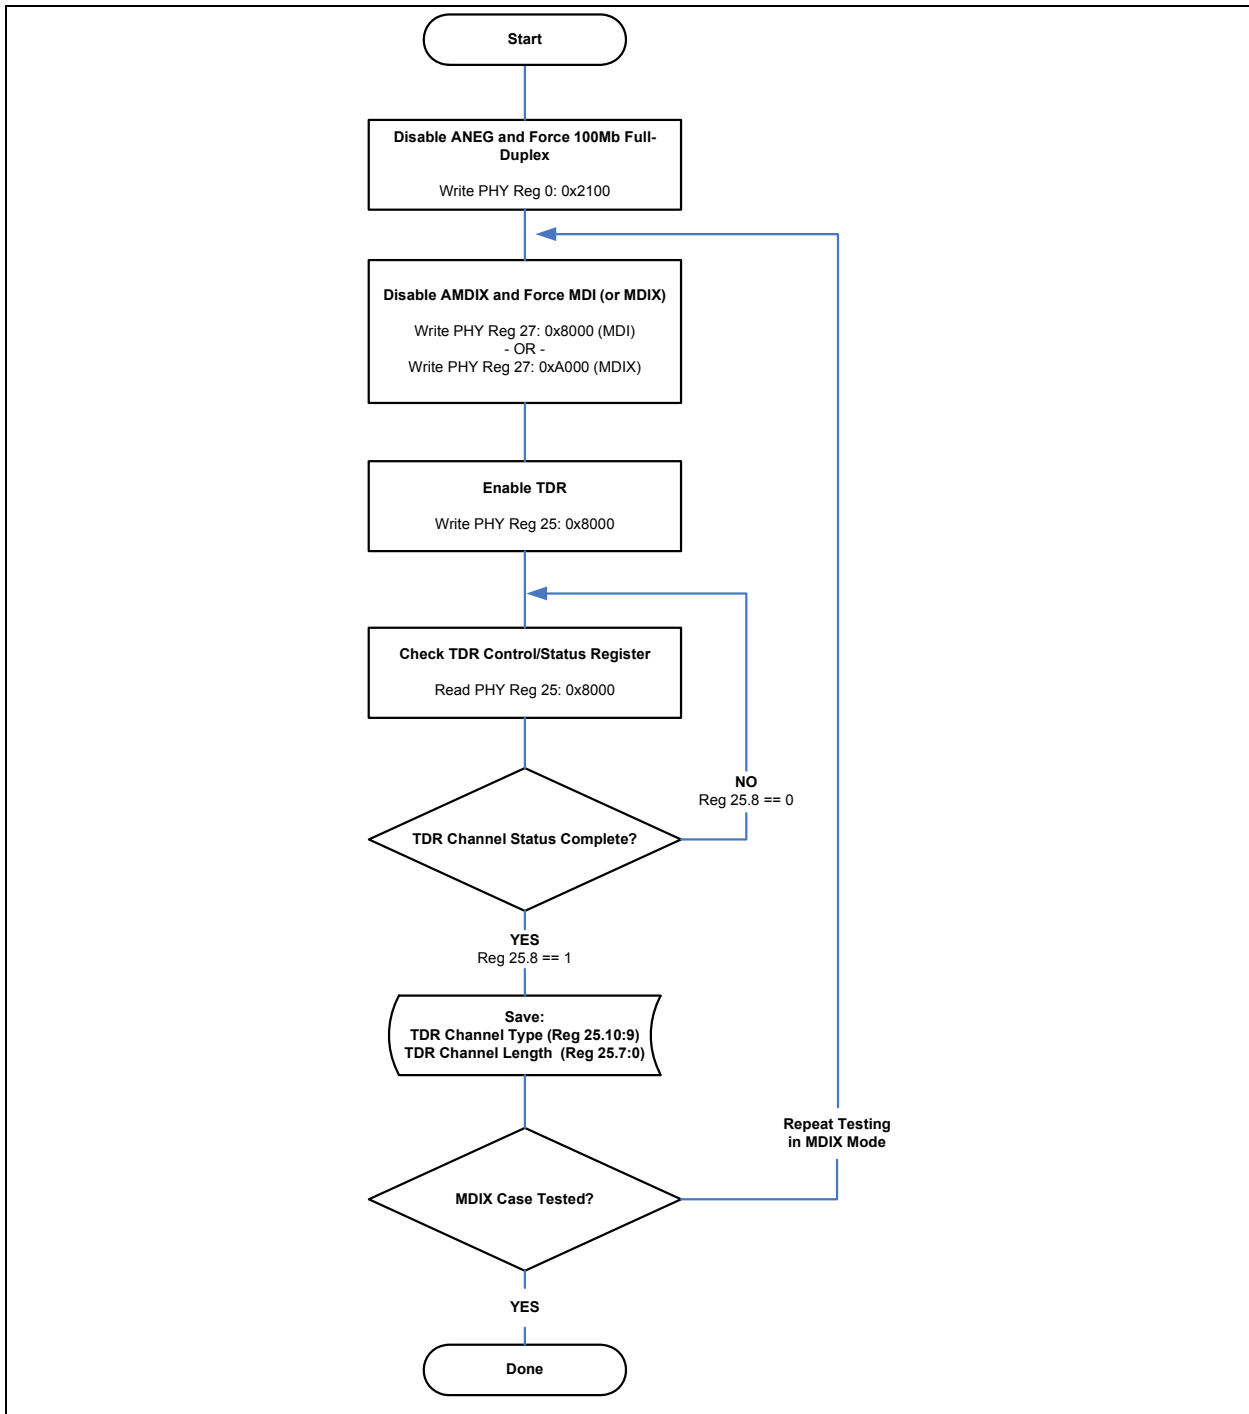 Start
Disable ANEG and Force 100Mb Full-
Duplex
Write PHY Reg 0: 0x2100
Disable AMDIX and Force MDI (or MDIX)
Write PHY Reg 27: 0x8000 (MDI)
- OR -
Write PHY Reg 27: 0xA000 (MDIX)
Enable TDR
Write PHY Reg 25: 0x8000
Check TDR Control/Status Register
Read PHY Reg 25: 0x8000
NO
Reg 25.8 == 0
TDR Channel Status Complete?
YES
Reg 25.8 == 1
Save:
TDR Channel Type (Reg 25.10:9)
TDR Channel Length  (Reg 25.7:0)
Repeat Testing
in MDIX Mode
MDIX Case Tested?
YES
Done